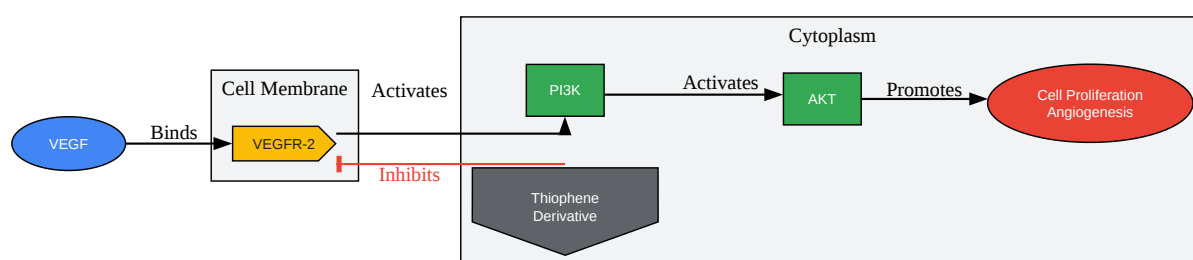 Cytoplasm
Cell Membrane
Activates
PI3K
Activates
AKT
Promotes
Cell Proliferation
Angiogenesis
VEGF
Binds
VEGFR-2
Inhibits
Thiophene
Derivative